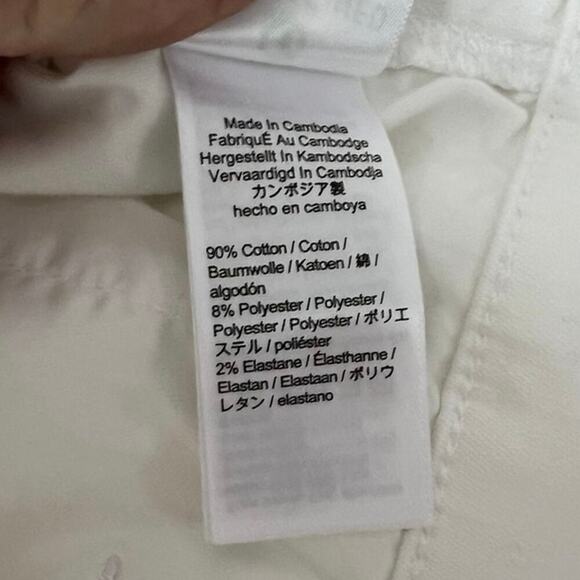 Made In Cambodia
FabriquÉ Au Cambodge
Hergestellt In Kambodscha
Vervaardigd In Cambodja
カンボジア製
hecho en camboya
90% Cotton / Coton /
Baumwolle / Katoen / 綿 /
algodón
8% Polyester / Polyester /
Polyester / Polyester / ポリエ
ステル / poliéster
2% Elastane / Élasthanne /
Elastan / Elastaan / ポリウ
レタン / elastano